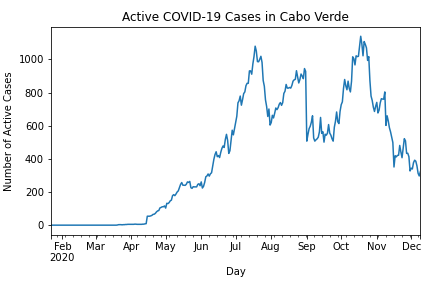 Active COVID-19 Cases in Cabo Verde
Number of Active Cases
1000
800
600
400
200
0
Feb Mar Apr May Jun Jul Aug Sep Oct Nov Dec
2020
Day